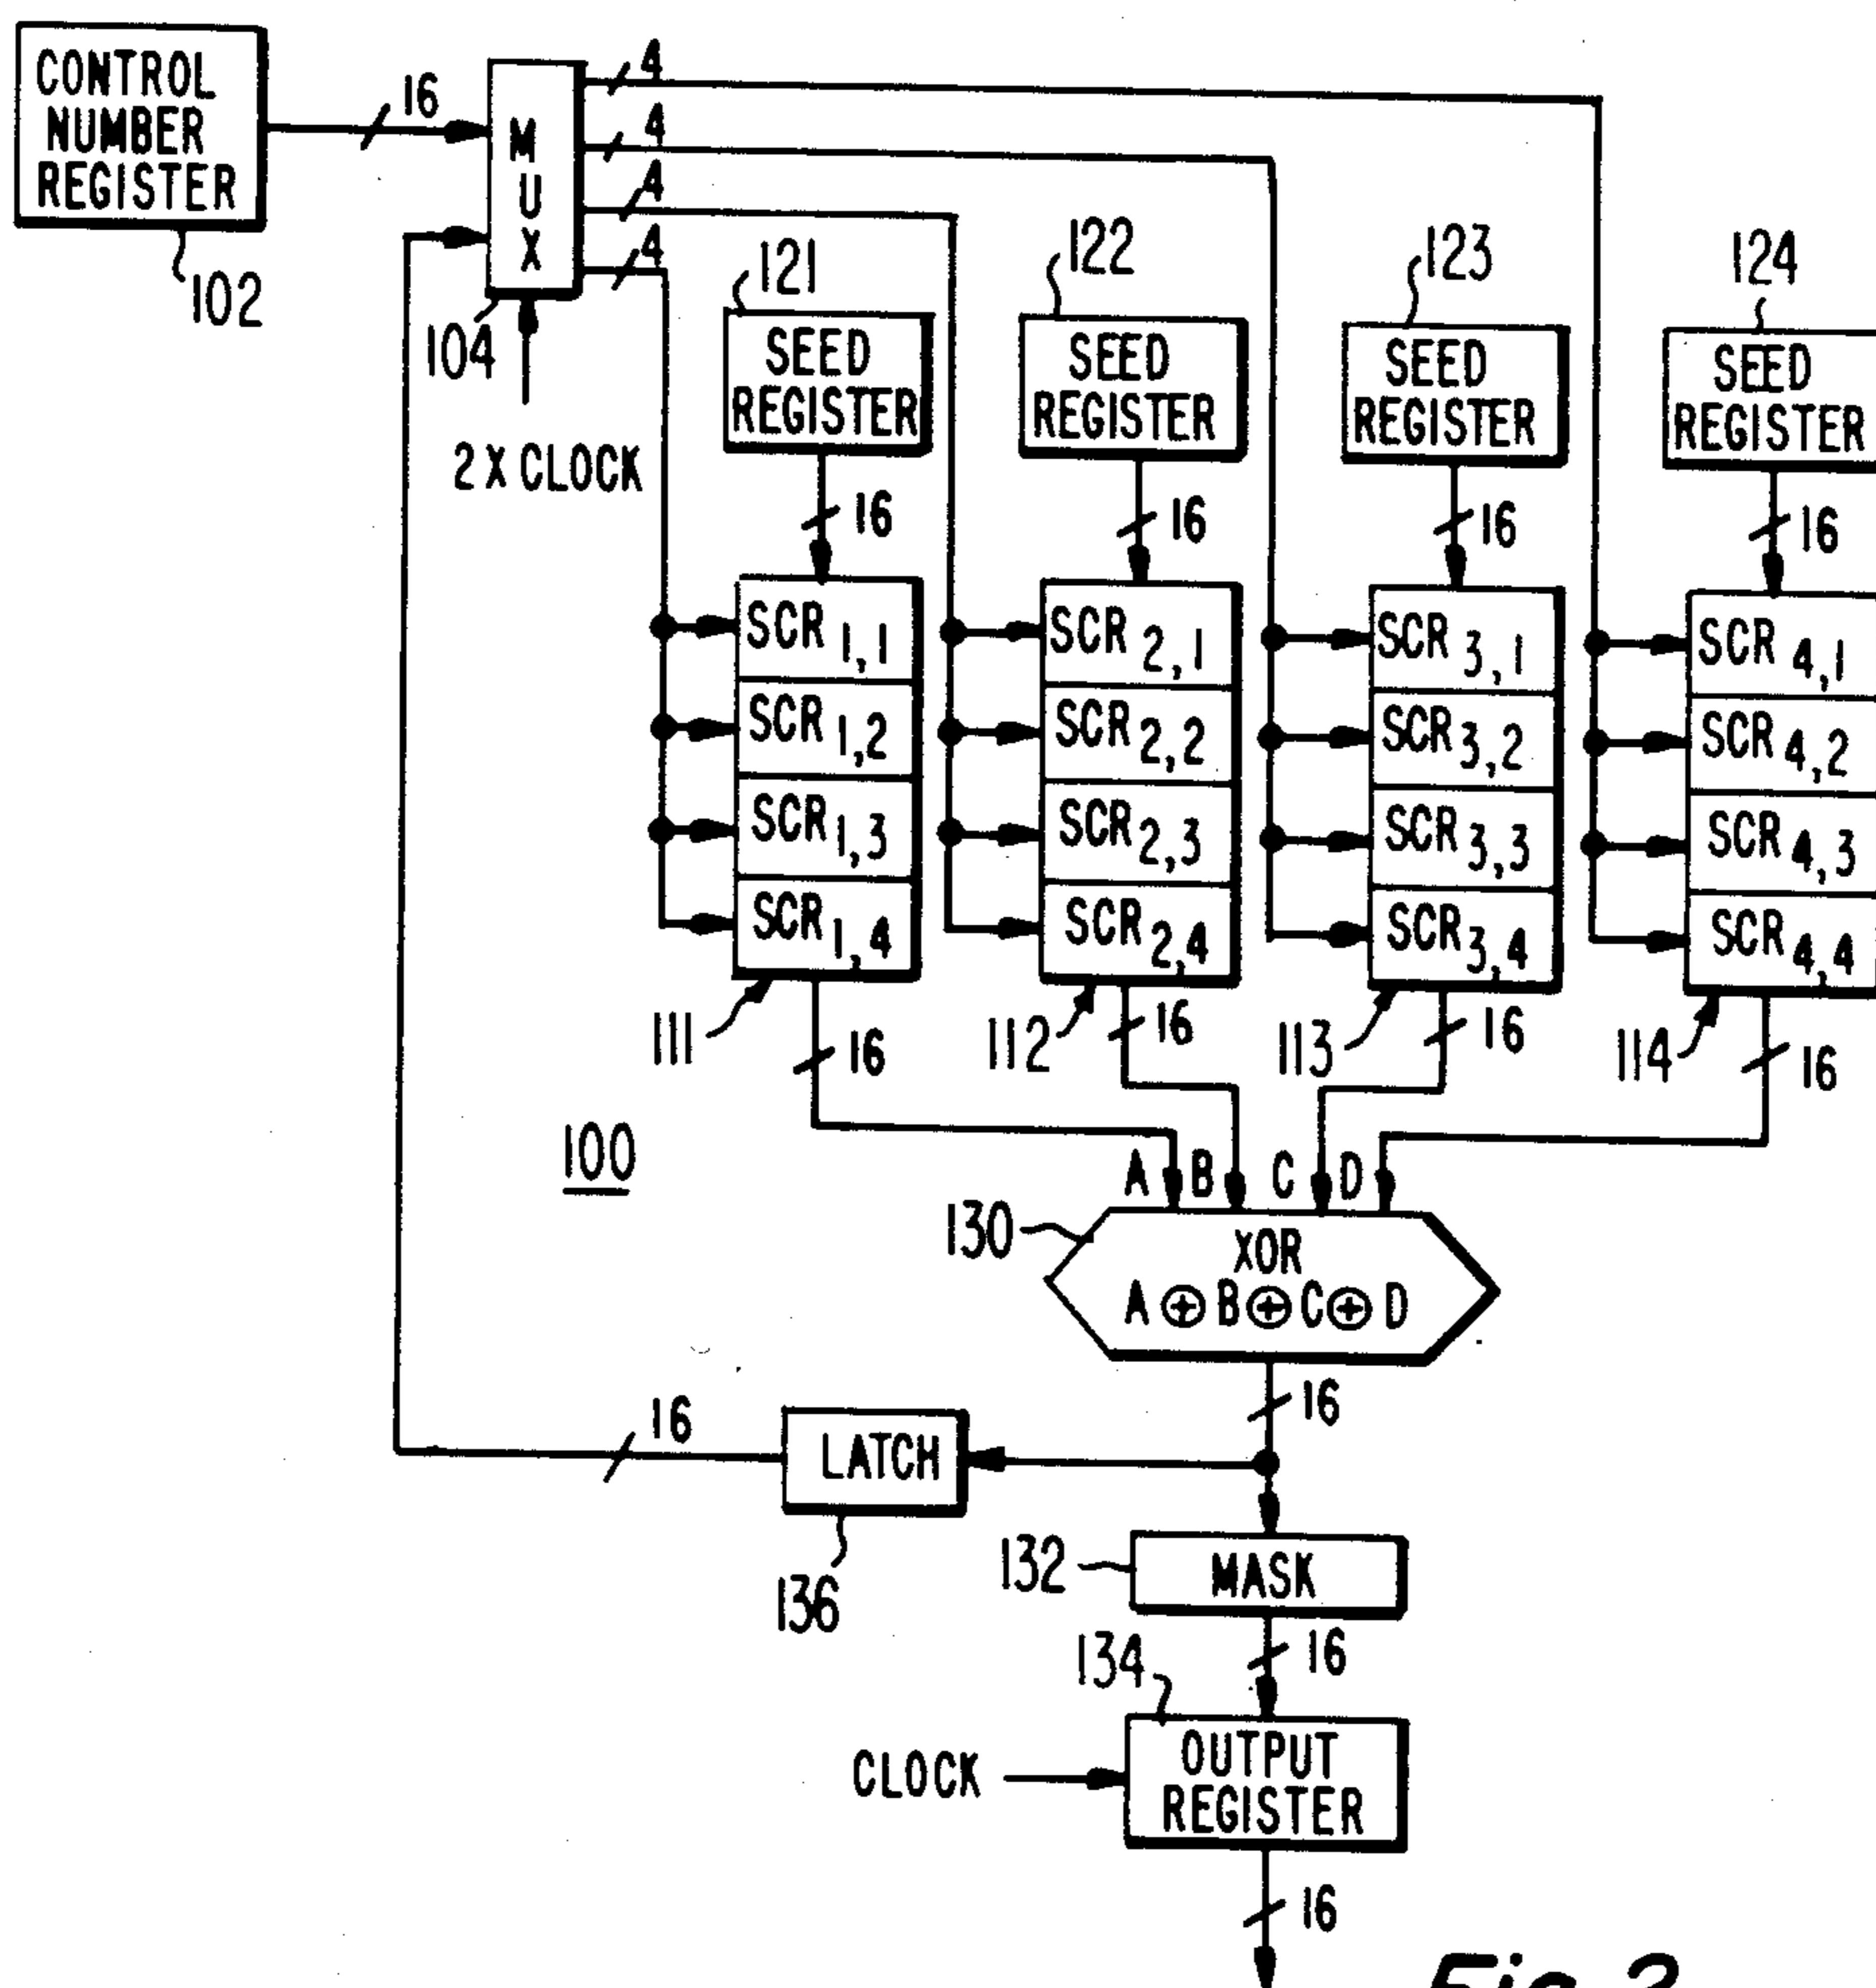 CONTROL
NUMBER
REGISTER
102
16
MUX
104
2X CLOCK
4
4
4
4
121
SEED
REGISTER
16
122
SEED
REGISTER
16
123
SEED
REGISTER
16
124
SEED
REGISTER
16
SCR 1,1
SCR 1,2
SCR 1,3
SCR 1,4
111
16
SCR 2,1
SCR 2,2
SCR 2,3
SCR 2,4
112
16
SCR 3,1
SCR 3,2
SCR 3,3
SCR 3,4
113
16
SCR 4,1
SCR 4,2
SCR 4,3
SCR 4,4
114
16
100
A B C D
130
XOR
A ⊕ B ⊕ C ⊕ D
16
16
LATCH
136
132
MASK
16
134
CLOCK
OUTPUT
REGISTER
16